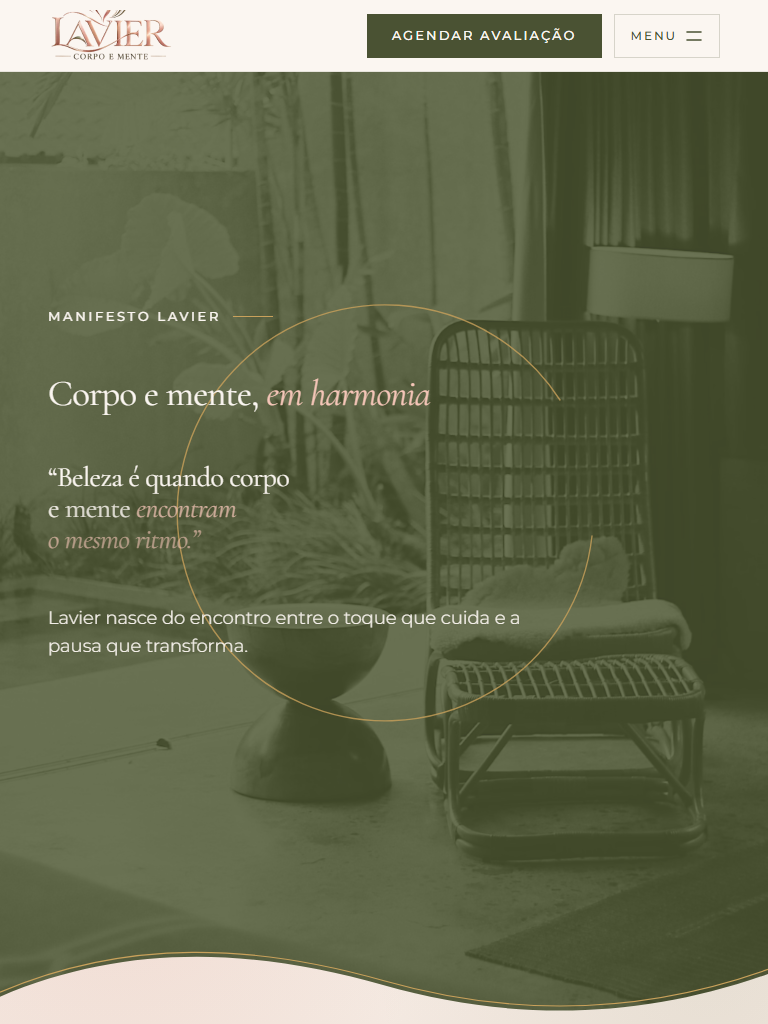 LAVIER
CORPO E MENTE
AGENDAR AVALIAÇÃO
MENU
MANIFESTO LAVIER
Corpo e mente, em harmonia
“Beleza é quando corpo
e mente encontram
o mesmo ritmo.”
Lavier nasce do encontro entre o toque que cuida e a
pausa que transforma.